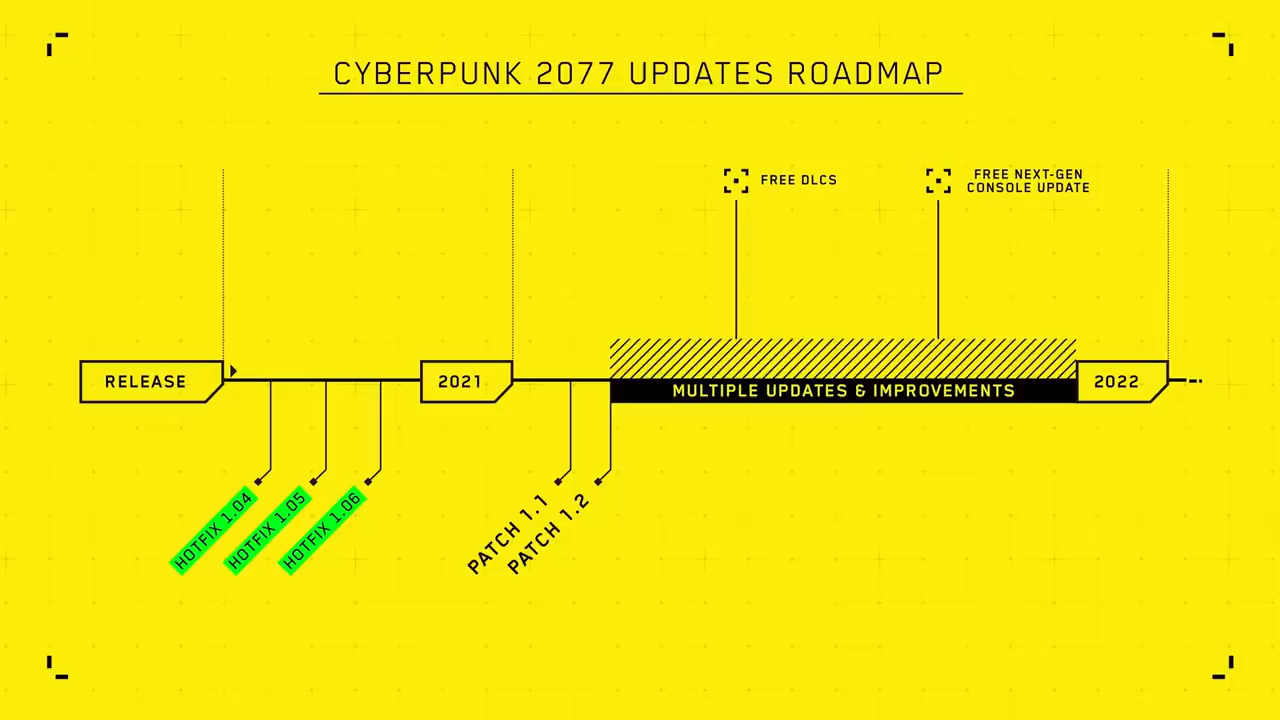 CYBERPUNK 2077 UPDATES ROADMAP
FREE DLCS
FREE NEXT-GEN
CONSOLE UPDATE
RELEASE
2021
MULTIPLE UPDATES & IMPROVEMENTS
2022
HOTFIX 1.04
HOTFIX 1.05
HOTFIX 1.06
PATCH 1.1
PATCH 1.2